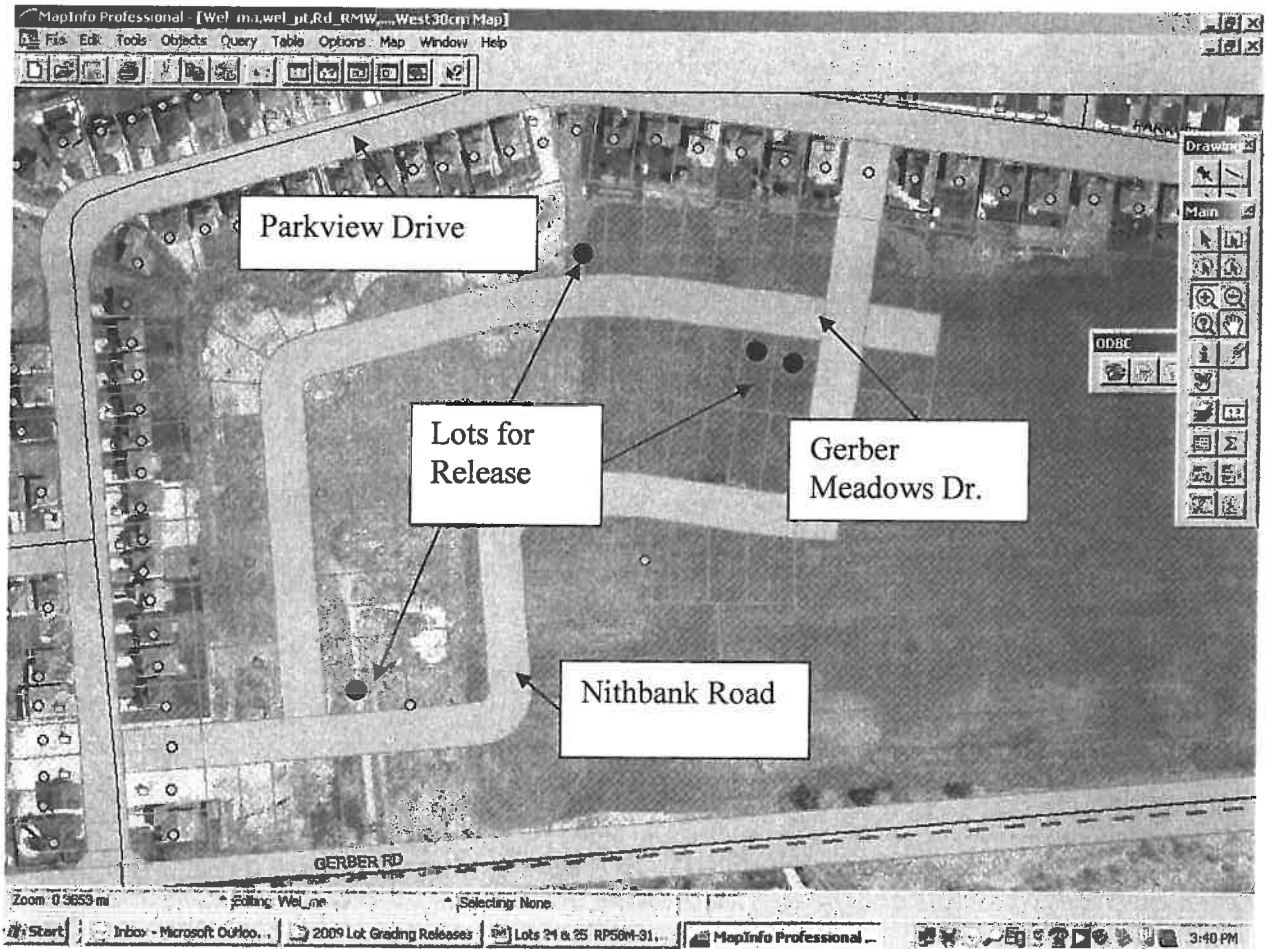 MapInfo Professional - [Wel_ma,wel_pt,Rd_RMW,...,West30cm Map]
File Edit Tools Objects Query Table Options Map Window Help
Drawing
Main
ODBC
Parkview Drive
Lots for
Release
Gerber
Meadows Dr.
Nithbank Road
GERBER RD
Zoom: 0.3653 mi
Editing: Wel_me
Selecting: None
Start
Inbox - Microsoft Outloo...
2009 Lot Grading Releases
Lots 24 & 25 RP58M-31...
MapInfo Professional ...
3:40 PM